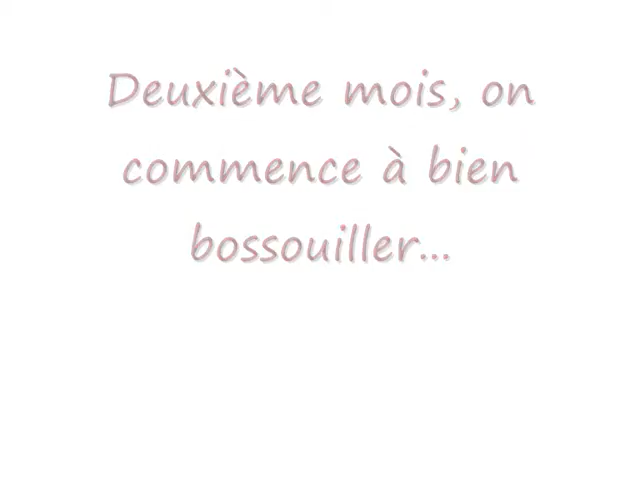 Deuxième mois, on
commence à bien
bossouiller...